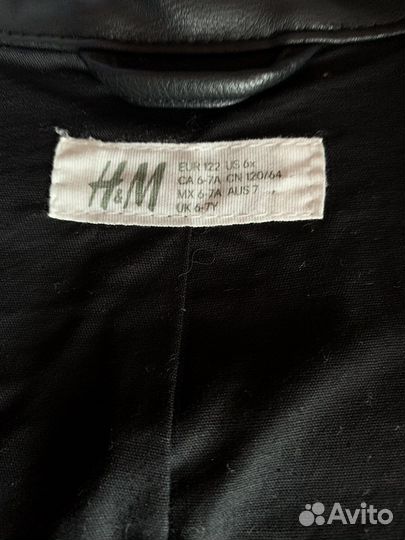 H&M
EUR 122 US 6x
CA 6-7A CN 120/64
MX 6-7A AUS 7
UK 6-7Y
Avito